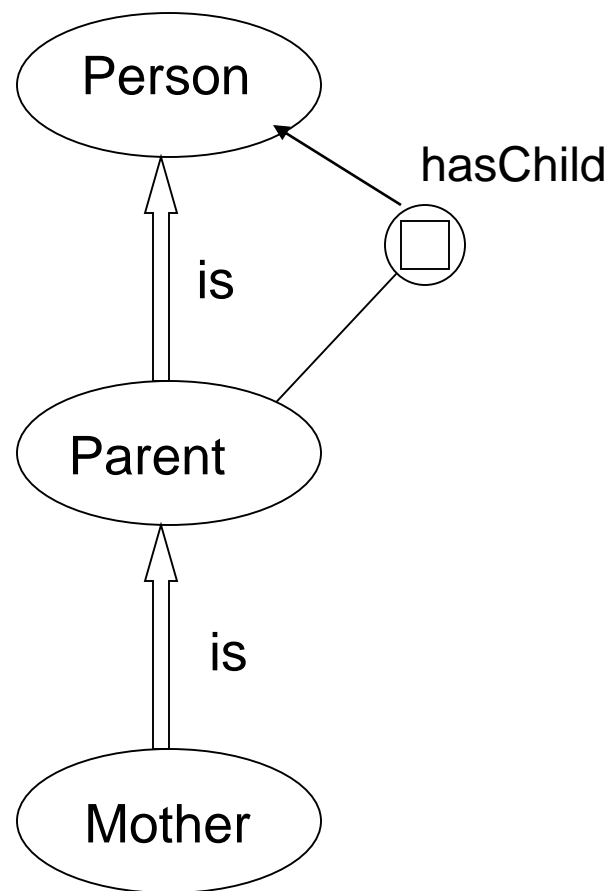 Person
hasChild
is
Parent
is
Mother